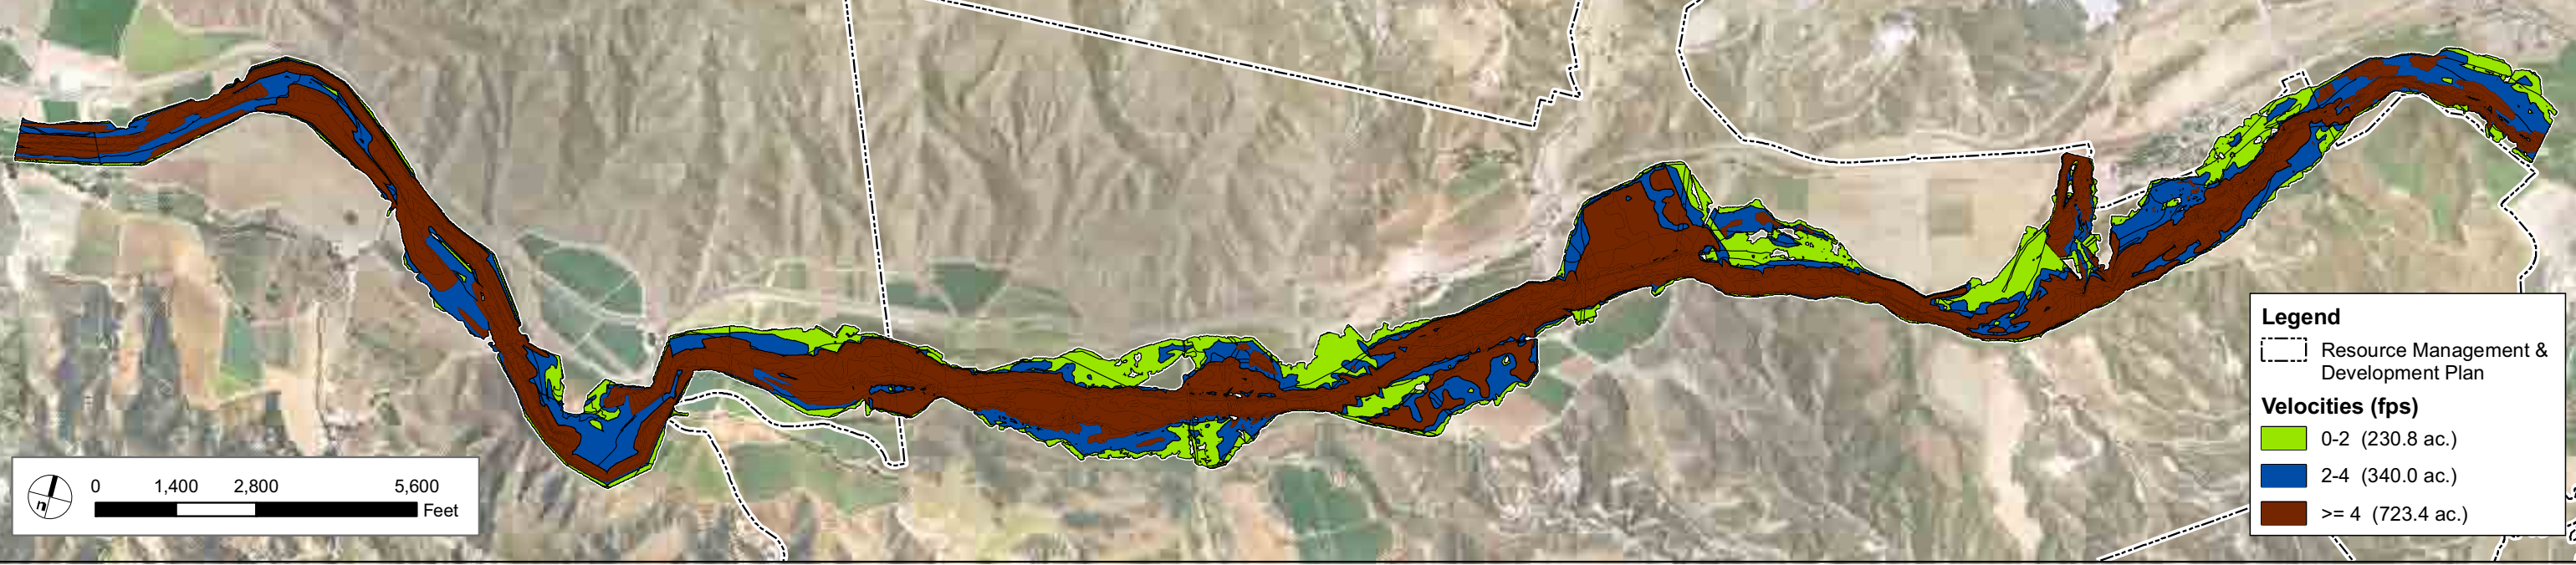 Legend
Resource Management &
Development Plan
Velocities (fps)
0-2 (230.8 ac.)
2-4 (340.0 ac.)
>= 4 (723.4 ac.)
0 1,400 2,800 5,600
Feet
n